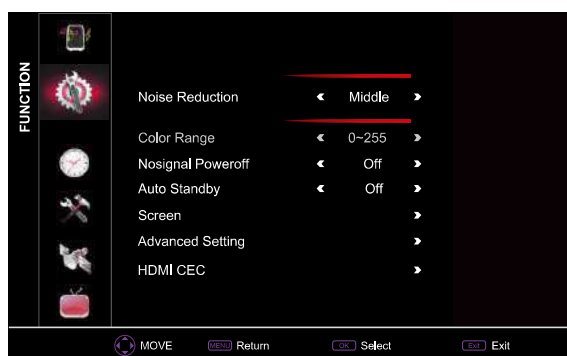 FUNCTION
Noise Reduction Middle
Color Range 0~255
Nosignal Poweroff Off
Auto Standby Off
Screen
Advanced Setting
HDMI CEC
MOVE MENU Return OK Select Exit Exit